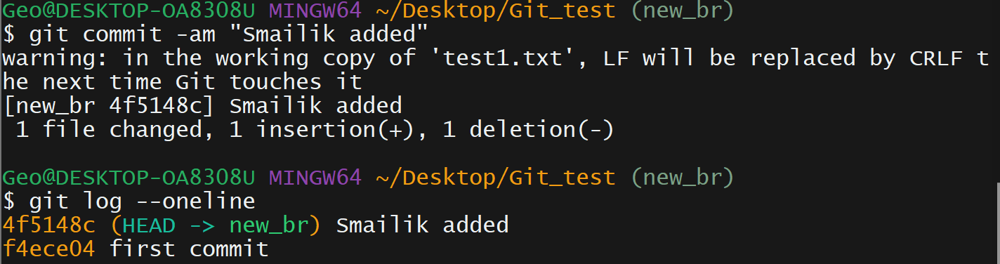 Geo@DESKTOP-OA8308U MINGW64 ~/Desktop/Git_test (new_br)
$ git commit -am "Smailik added"
warning: in the working copy of 'test1.txt', LF will be replaced by CRLF t
he next time Git touches it
[new_br 4f5148c] Smailik added
 1 file changed, 1 insertion(+), 1 deletion(-)
Geo@DESKTOP-OA8308U MINGW64 ~/Desktop/Git_test (new_br)
$ git log --oneline
4f5148c (HEAD -> new_br) Smailik added
f4ece04 first commit